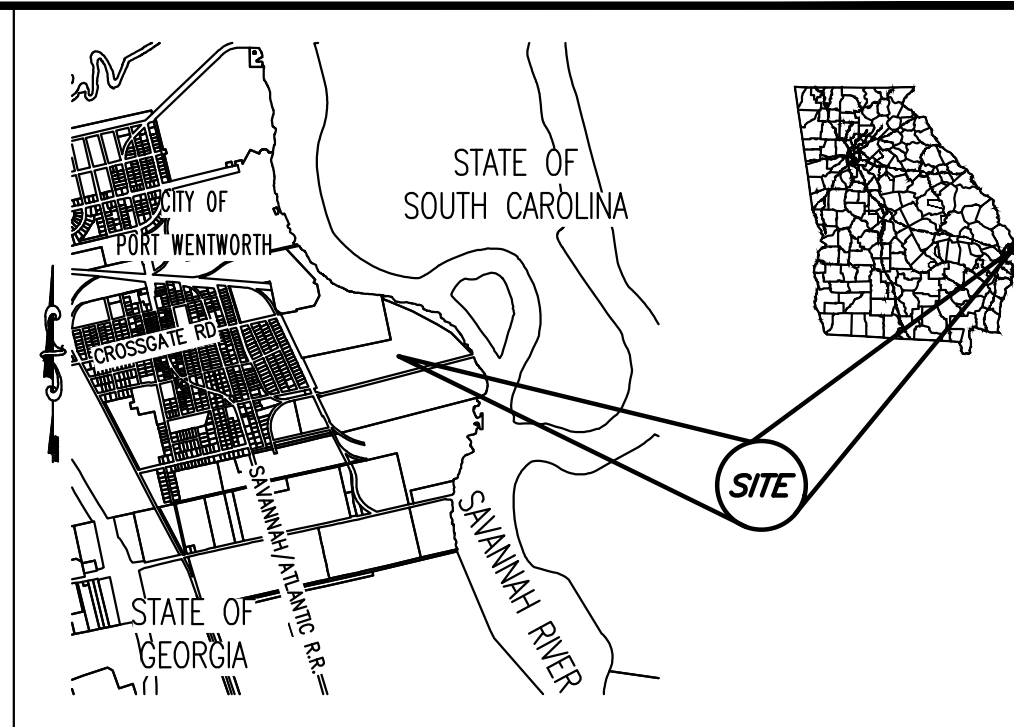 STATE OF
SOUTH CAROLINA
CITY OF
PORT WENTWORTH
CROSSGATE RD
SITE
SAVANNAH/ATLANTIC R.R.
SAVANNAH RIVER
STATE OF
GEORGIA